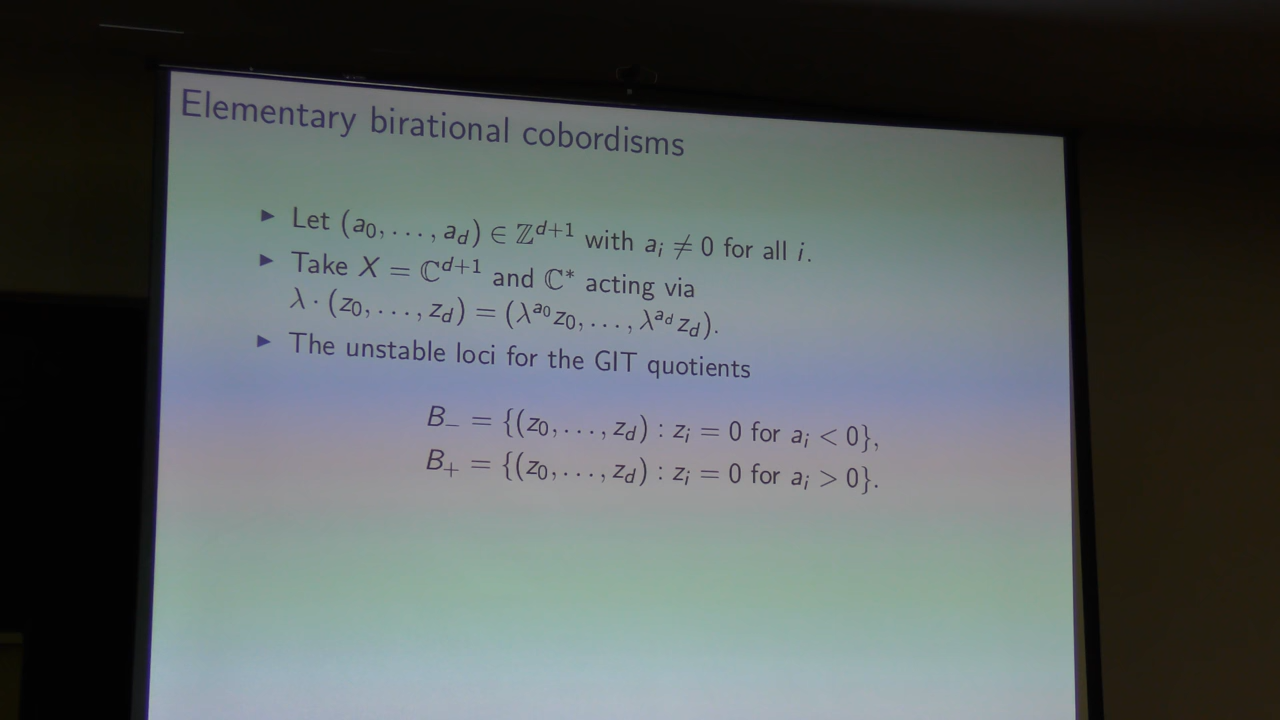 Elementary birational cobordisms
▶ Let (a₀, . . . , a_d) ∈ ℤ^{d+1} with a_i ≠ 0 for all i.
▶ Take X = ℂ^{d+1} and ℂ* acting via
λ · (z₀, . . . , z_d) = (λ^{a₀}z₀, . . . , λ^{a_d}z_d).
▶ The unstable loci for the GIT quotients
B₋ = {(z₀, . . . , z_d) : z_i = 0 for a_i < 0},
B₊ = {(z₀, . . . , z_d) : z_i = 0 for a_i > 0}.